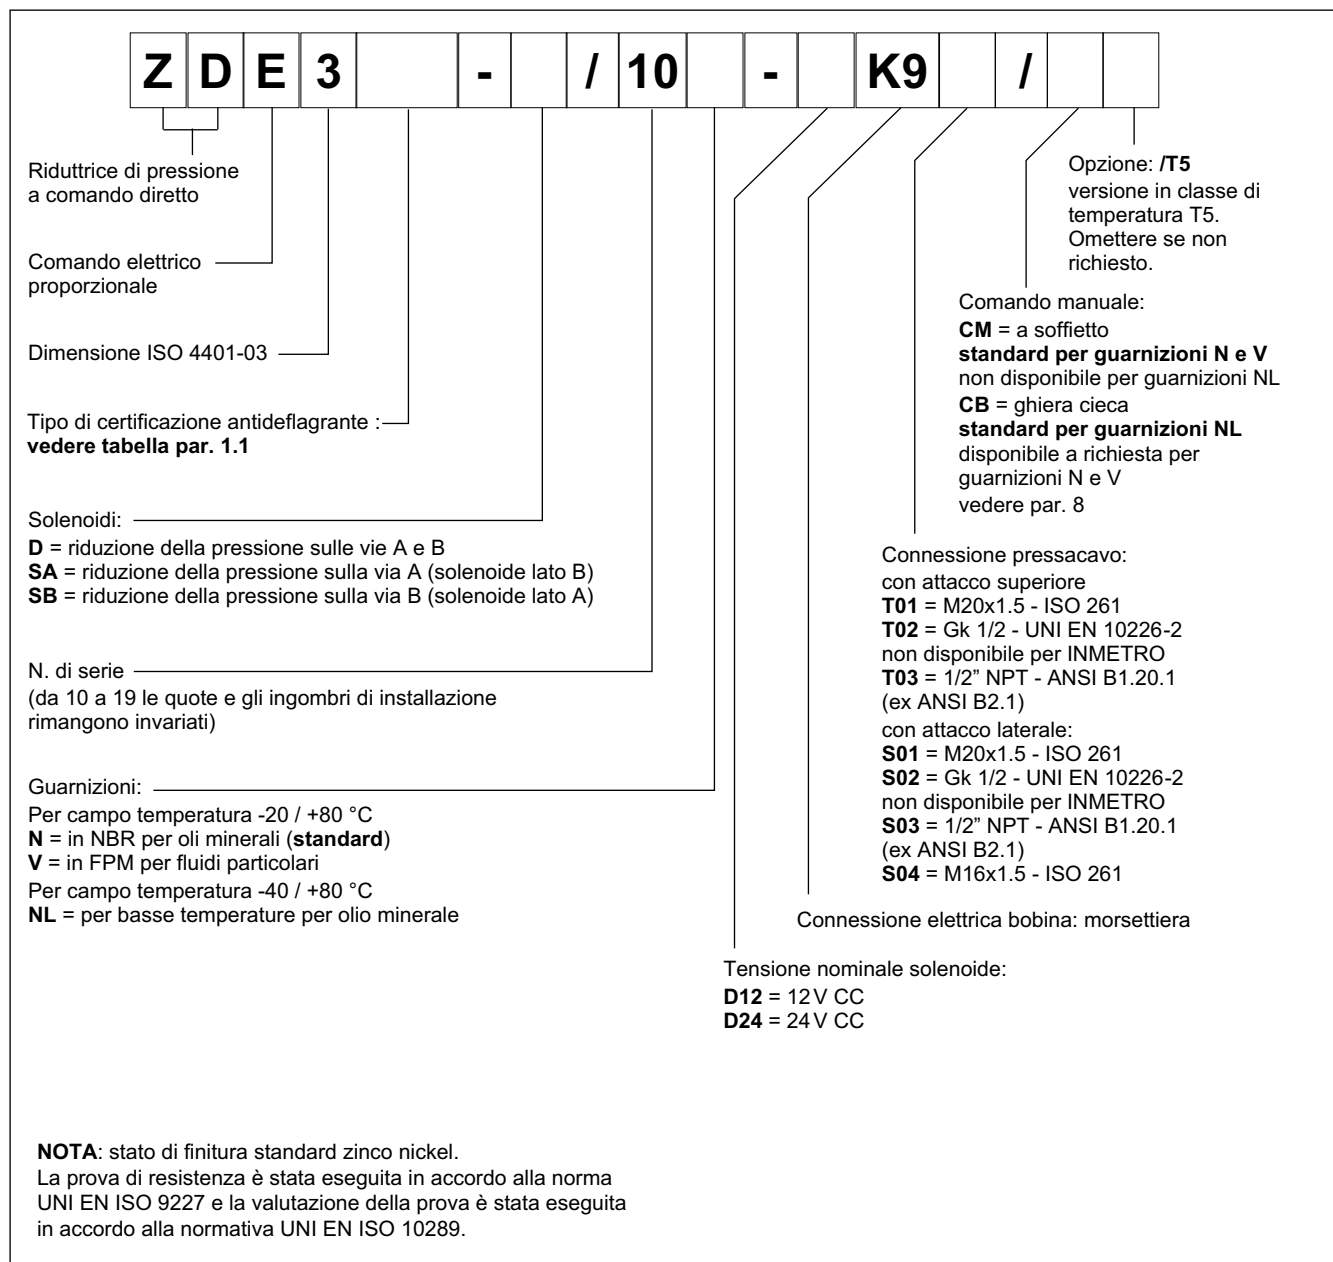 Z D E 3 - / 10 - K9 /
Riduttrice di pressione
a comando diretto
Comando elettrico
proporzionale
Dimensione ISO 4401-03
Tipo di certificazione antideflagrante :
vedere tabella par. 1.1
Solenoidi:
D = riduzione della pressione sulle vie A e B
SA = riduzione della pressione sulla via A (solenoide lato B)
SB = riduzione della pressione sulla via B (solenoide lato A)
N. di serie
(da 10 a 19 le quote e gli ingombri di installazione
rimangono invariati)
Guarnizioni:
Per campo temperatura -20 / +80 °C
N = in NBR per oli minerali (standard)
V = in FPM per fluidi particolari
Per campo temperatura -40 / +80 °C
NL = per basse temperature per olio minerale
Opzione: /T5
versione in classe di
temperatura T5.
Omettere se non
richiesto.
Comando manuale:
CM = a soffietto
standard per guarnizioni N e V
non disponibile per guarnizioni NL
CB = ghiera cieca
standard per guarnizioni NL
disponibile a richiesta per
guarnizioni N e V
vedere par. 8
Connessione pressacavo:
con attacco superiore
T01 = M20x1.5 - ISO 261
T02 = Gk 1/2 - UNI EN 10226-2
non disponibile per INMETRO
T03 = 1/2” NPT - ANSI B1.20.1
(ex ANSI B2.1)
con attacco laterale:
S01 = M20x1.5 - ISO 261
S02 = Gk 1/2 - UNI EN 10226-2
non disponibile per INMETRO
S03 = 1/2” NPT - ANSI B1.20.1
(ex ANSI B2.1)
S04 = M16x1.5 - ISO 261
Connessione elettrica bobina: morsettiera
Tensione nominale solenoide:
D12 = 12 V CC
D24 = 24 V CC
NOTA: stato di finitura standard zinco nickel.
La prova di resistenza è stata eseguita in accordo alla norma
UNI EN ISO 9227 e la valutazione della prova è stata eseguita
in accordo alla normativa UNI EN ISO 10289.